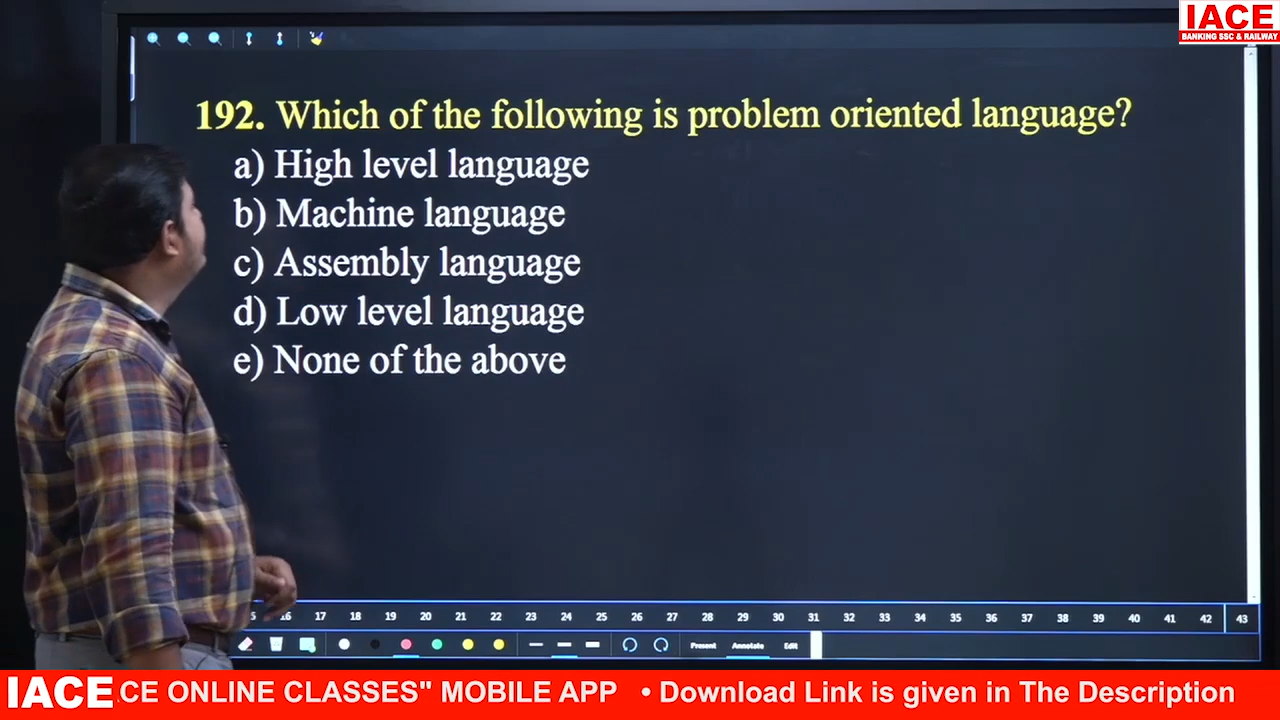 IACE
BANKING SSC & RAILWAY
192. Which of the following is problem oriented language?
a) High level language
b) Machine language
c) Assembly language
d) Low level language
e) None of the above
16 17 18 19 20 21 22 23 24 25 26 27 28 29 30 31 32 33 34 35 36 37 38 39 40 41 42 43
Present Annotate Edit
IACE CE ONLINE CLASSES" MOBILE APP • Download Link is given in The Description